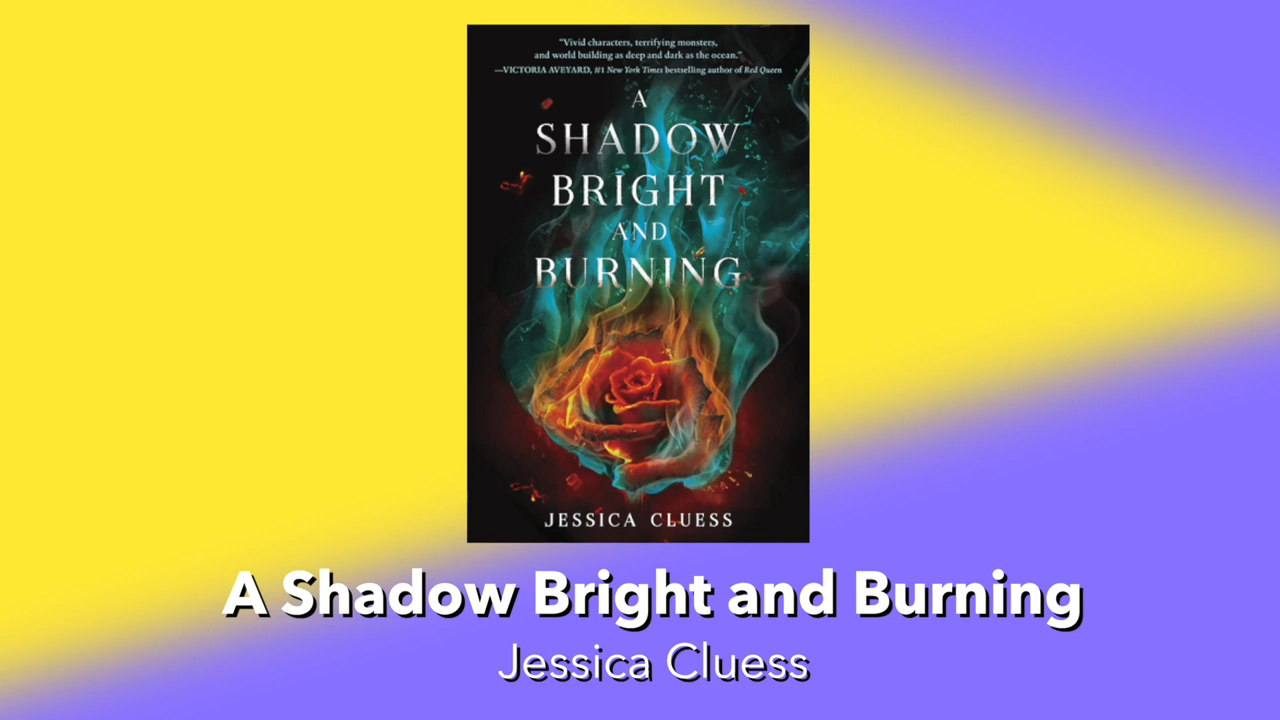 "Vivid characters, terrifying monsters,
and world building as deep and dark as the ocean."
—VICTORIA AVEYARD, #1 New York Times bestselling author of Red Queen
A
SHADOW
BRIGHT
AND
BURNING
JESSICA CLUESS
A Shadow Bright and Burning
Jessica Cluess